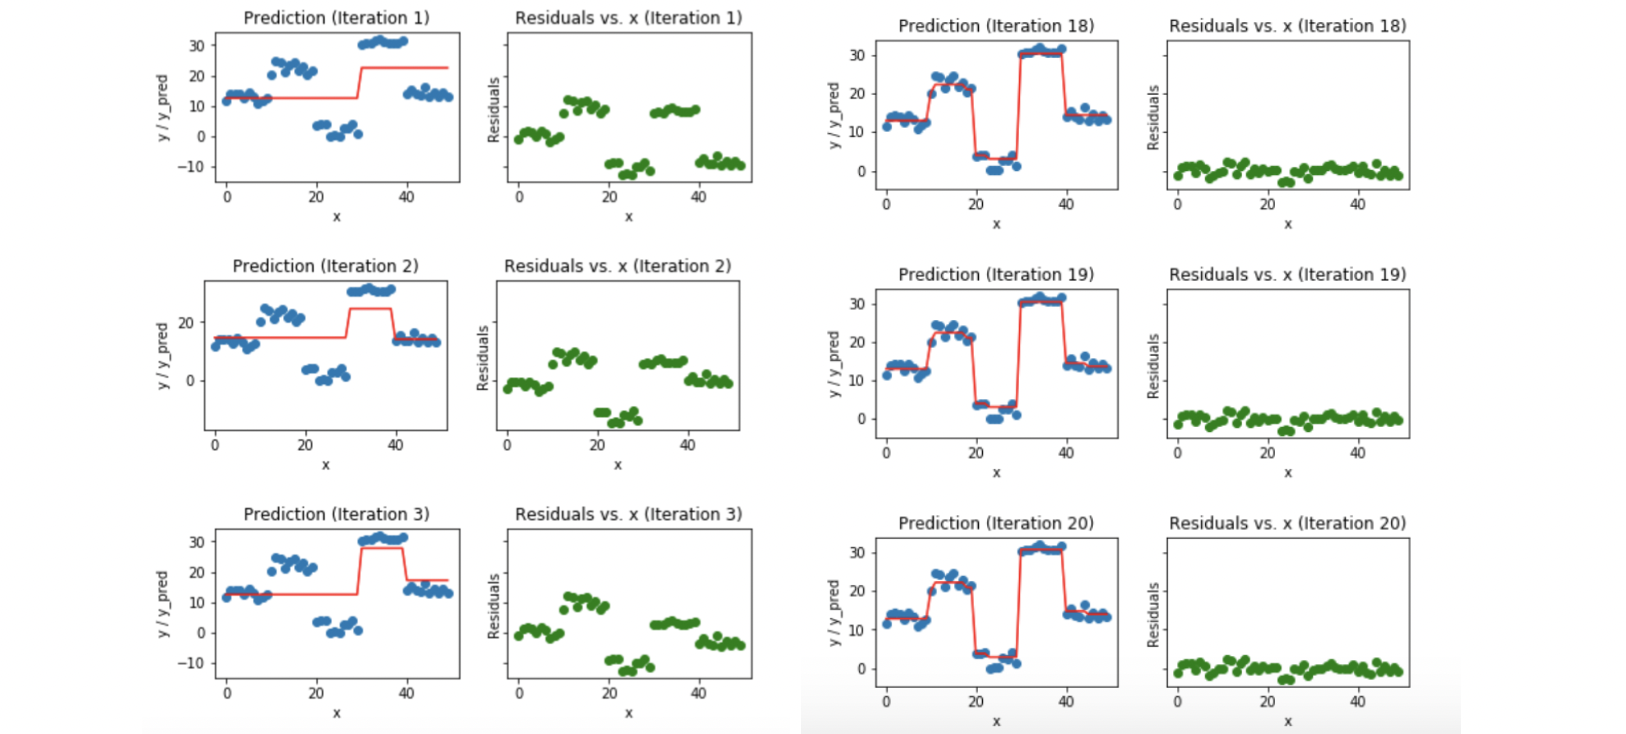 Prediction (Iteration 1)
Residuals vs. x (Iteration 1)
30
20
10
0
−10
y / y_pred
Residuals
0
20
40
x
0
20
40
x
Prediction (Iteration 2)
Residuals vs. x (Iteration 2)
20
0
y / y_pred
Residuals
0
20
40
x
0
20
40
x
Prediction (Iteration 3)
Residuals vs. x (Iteration 3)
30
20
10
0
−10
y / y_pred
Residuals
0
20
40
x
0
20
40
x
Prediction (Iteration 18)
Residuals vs. x (Iteration 18)
30
20
10
0
y / y_pred
Residuals
0
20
40
x
0
20
40
x
Prediction (Iteration 19)
Residuals vs. x (Iteration 19)
30
20
10
0
y / y_pred
Residuals
0
20
40
x
0
20
40
x
Prediction (Iteration 20)
Residuals vs. x (Iteration 20)
30
20
10
0
y / y_pred
Residuals
0
20
40
x
0
20
40
x